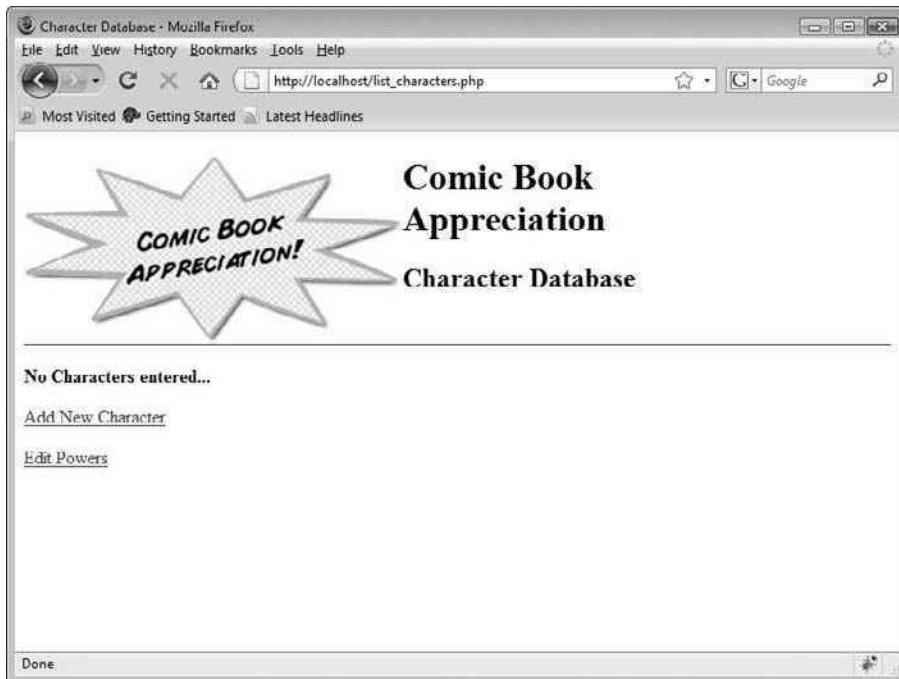 Character Database - Mozilla Firefox
File Edit View History Bookmarks Tools Help
http://localhost/list_characters.php
G
Google
Most Visited Getting Started Latest Headlines
COMIC BOOK
APPRECIATION!
Comic Book
Appreciation
Character Database
No Characters entered...
Add New Character
Edit Powers
Done